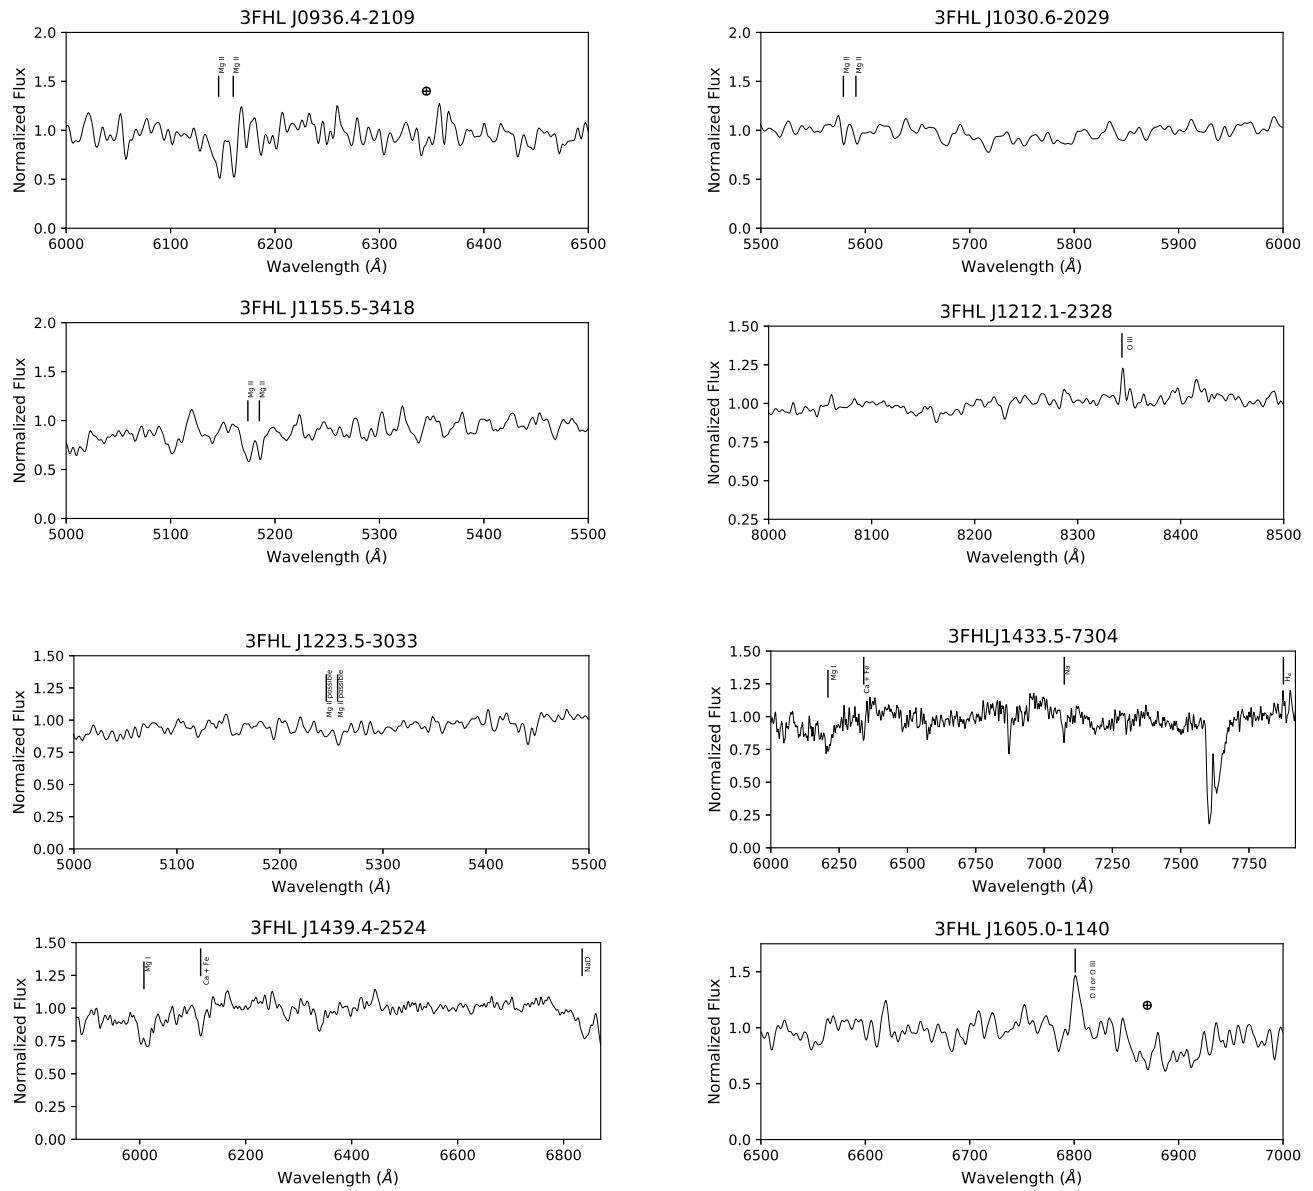 3FHL J0936.4-2109
Normalized Flux
2.0
1.5
1.0
0.5
0.0
Mg II
Mg II
⊕
6000 6100 6200 6300 6400 6500
Wavelength (Å)
3FHL J1030.6-2029
Normalized Flux
2.0
1.5
1.0
0.5
0.0
Mg II
Mg II
5500 5600 5700 5800 5900 6000
Wavelength (Å)
3FHL J1155.5-3418
Normalized Flux
2.0
1.5
1.0
0.5
0.0
Mg II
Mg II
5000 5100 5200 5300 5400 5500
Wavelength (Å)
3FHL J1212.1-2328
Normalized Flux
1.50
1.25
1.00
0.75
0.50
0.25
O III
8000 8100 8200 8300 8400 8500
Wavelength (Å)
3FHL J1223.5-3033
Normalized Flux
1.50
1.25
1.00
0.75
0.50
0.25
0.00
Mg II possible
Mg II possible
5000 5100 5200 5300 5400 5500
Wavelength (Å)
3FHLJ1433.5-7304
Normalized Flux
1.50
1.25
1.00
0.75
0.50
0.25
0.00
Mg I
Ca + Fe
Na
Hα
6000 6250 6500 6750 7000 7250 7500 7750
Wavelength (Å)
3FHL J1439.4-2524
Normalized Flux
1.50
1.25
1.00
0.75
0.50
0.25
0.00
Mg I
Ca + Fe
NaD
6000 6200 6400 6600 6800
Wavelength (Å)
3FHL J1605.0-1140
Normalized Flux
1.5
1.0
0.5
0.0
O II or O III
⊕
6500 6600 6700 6800 6900 7000
Wavelength (Å)